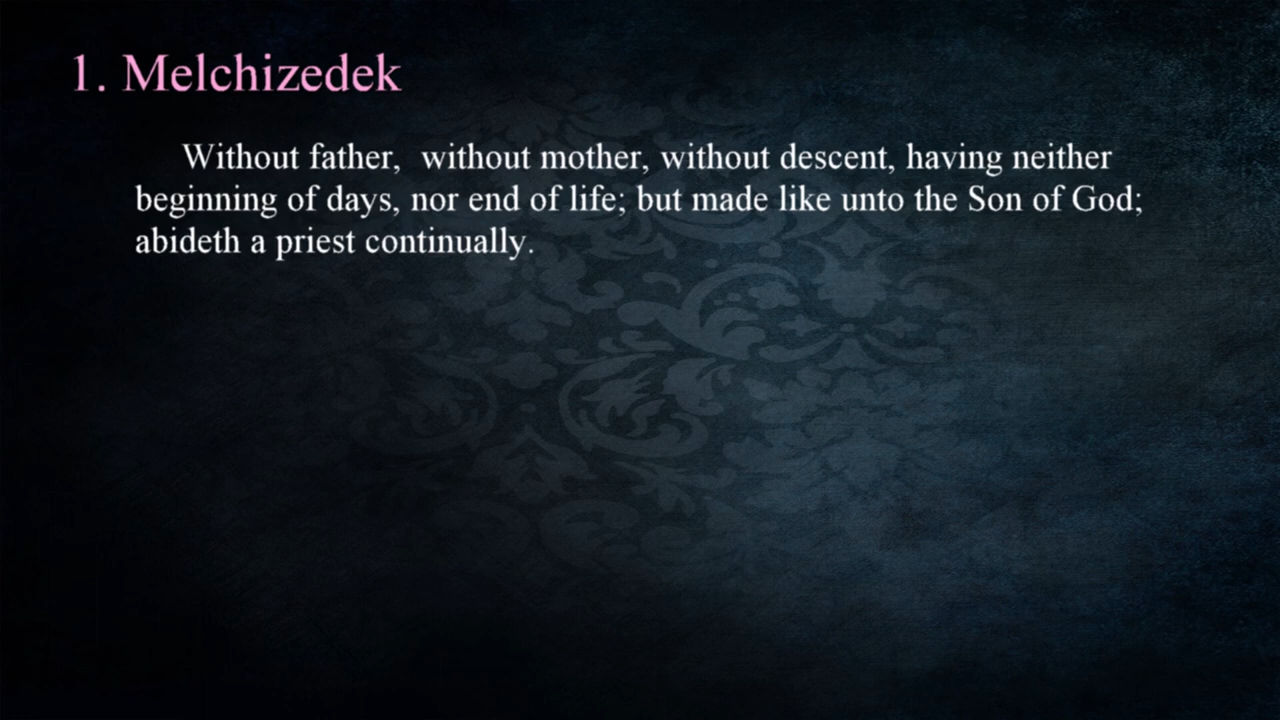 1. Melchizedek
Without father, without mother, without descent, having neither
beginning of days, nor end of life; but made like unto the Son of God;
abideth a priest continually.